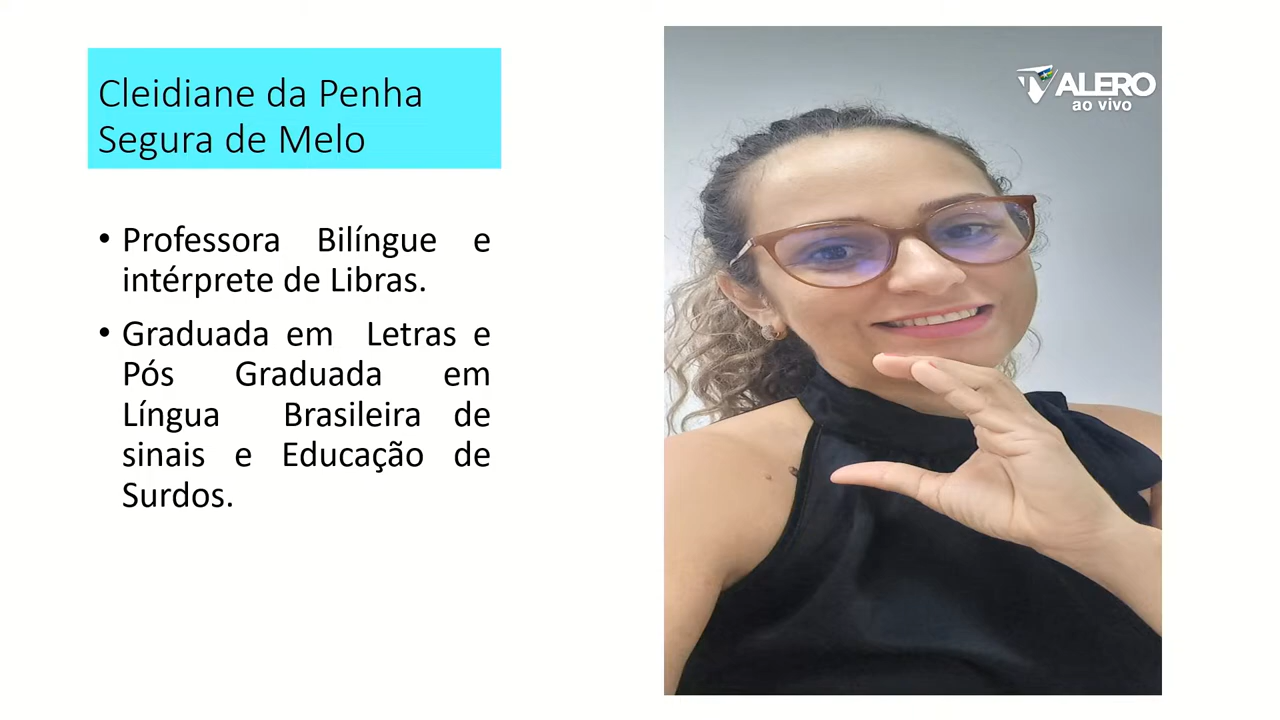 Cleidiane da Penha
Segura de Melo
• Professora Bilíngue e
intérprete de Libras.
• Graduada em Letras e
Pós Graduada em
Língua Brasileira de
sinais e Educação de
Surdos.
TV ALERO
ao vivo